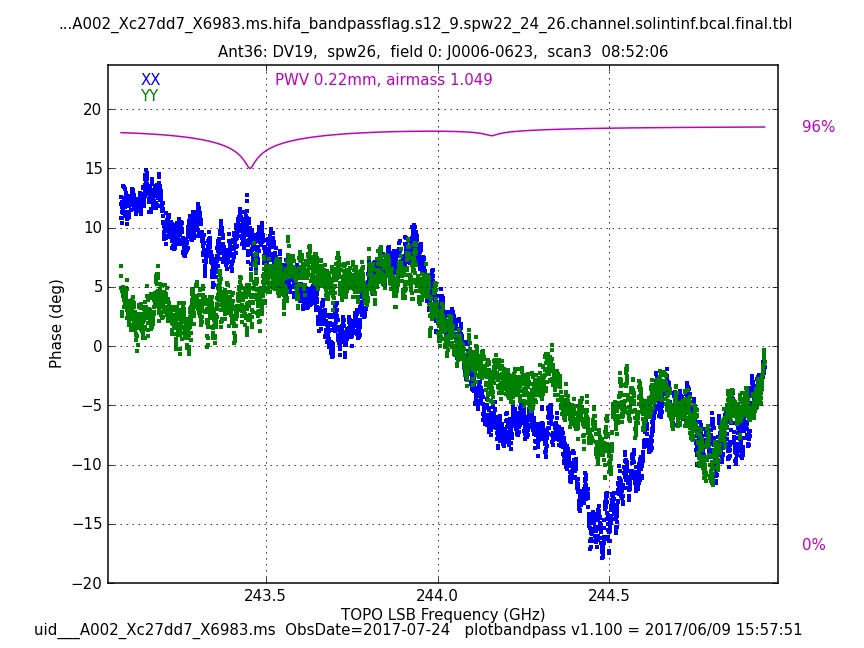 ...A002_Xc27dd7_X6983.ms.hifa_bandpassflag.s12_9.spw22_24_26.channel.solintinf.bcal.final.tbl
Ant36: DV19,  spw26,  field 0: J0006-0623,  scan3  08:52:06
XX
YY
PWV 0.22mm, airmass 1.049
96%
0%
Phase (deg)
20
15
10
5
0
−5
−10
−15
−20
243.5
244.0
244.5
TOPO LSB Frequency (GHz)
uid___A002_Xc27dd7_X6983.ms  ObsDate=2017-07-24   plotbandpass v1.100 = 2017/06/09 15:57:51